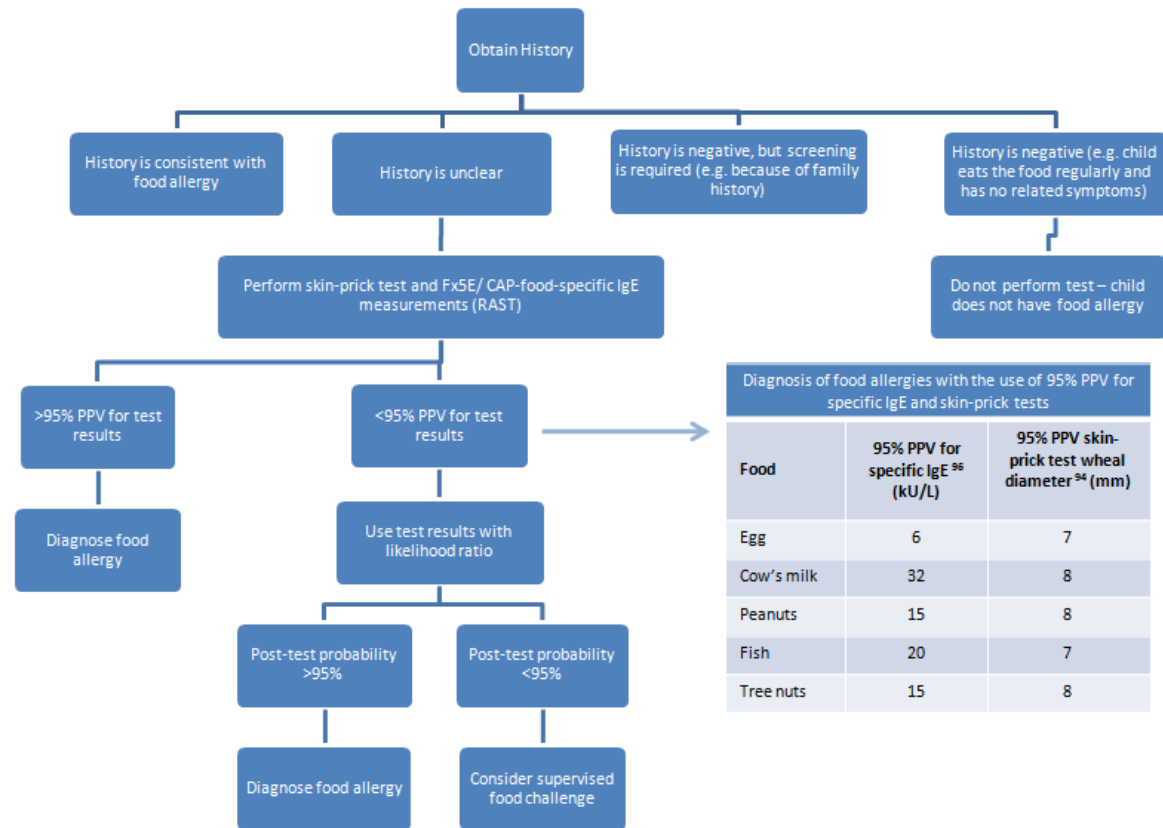 Obtain History
History is consistent with
food allergy
History is unclear
History is negative, but screening
is required (e.g. because of family
history)
History is negative (e.g. child
eats the food regularly and
has no related symptoms)
Perform skin-prick test and Fx5E/ CAP-food-specific IgE
measurements (RAST)
Do not perform test – child
does not have food allergy
>95% PPV for test
results
<95% PPV for test
results
Diagnose food
allergy
Use test results with
likelihood ratio
Post-test probability
>95%
Post-test probability
<95%
Diagnose food allergy
Consider supervised
food challenge
Diagnosis of food allergies with the use of 95% PPV for
specific IgE and skin-prick tests
Food
95% PPV for
specific IgE 96
(kU/L)
95% PPV skin-
prick test wheal
diameter 94 (mm)
Egg 6 7
Cow's milk 32 8
Peanuts 15 8
Fish 20 7
Tree nuts 15 8